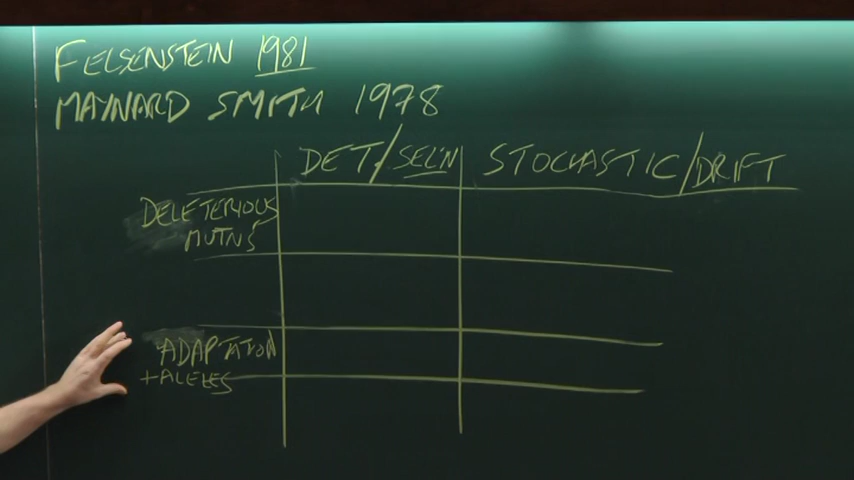 FELSENSTEIN 1981
MAYNARD SMITH 1978
DET/SEL'N STOCHASTIC/DRIFT
DELETERIOUS
MUTNS
ADAPTATION
+ALELES